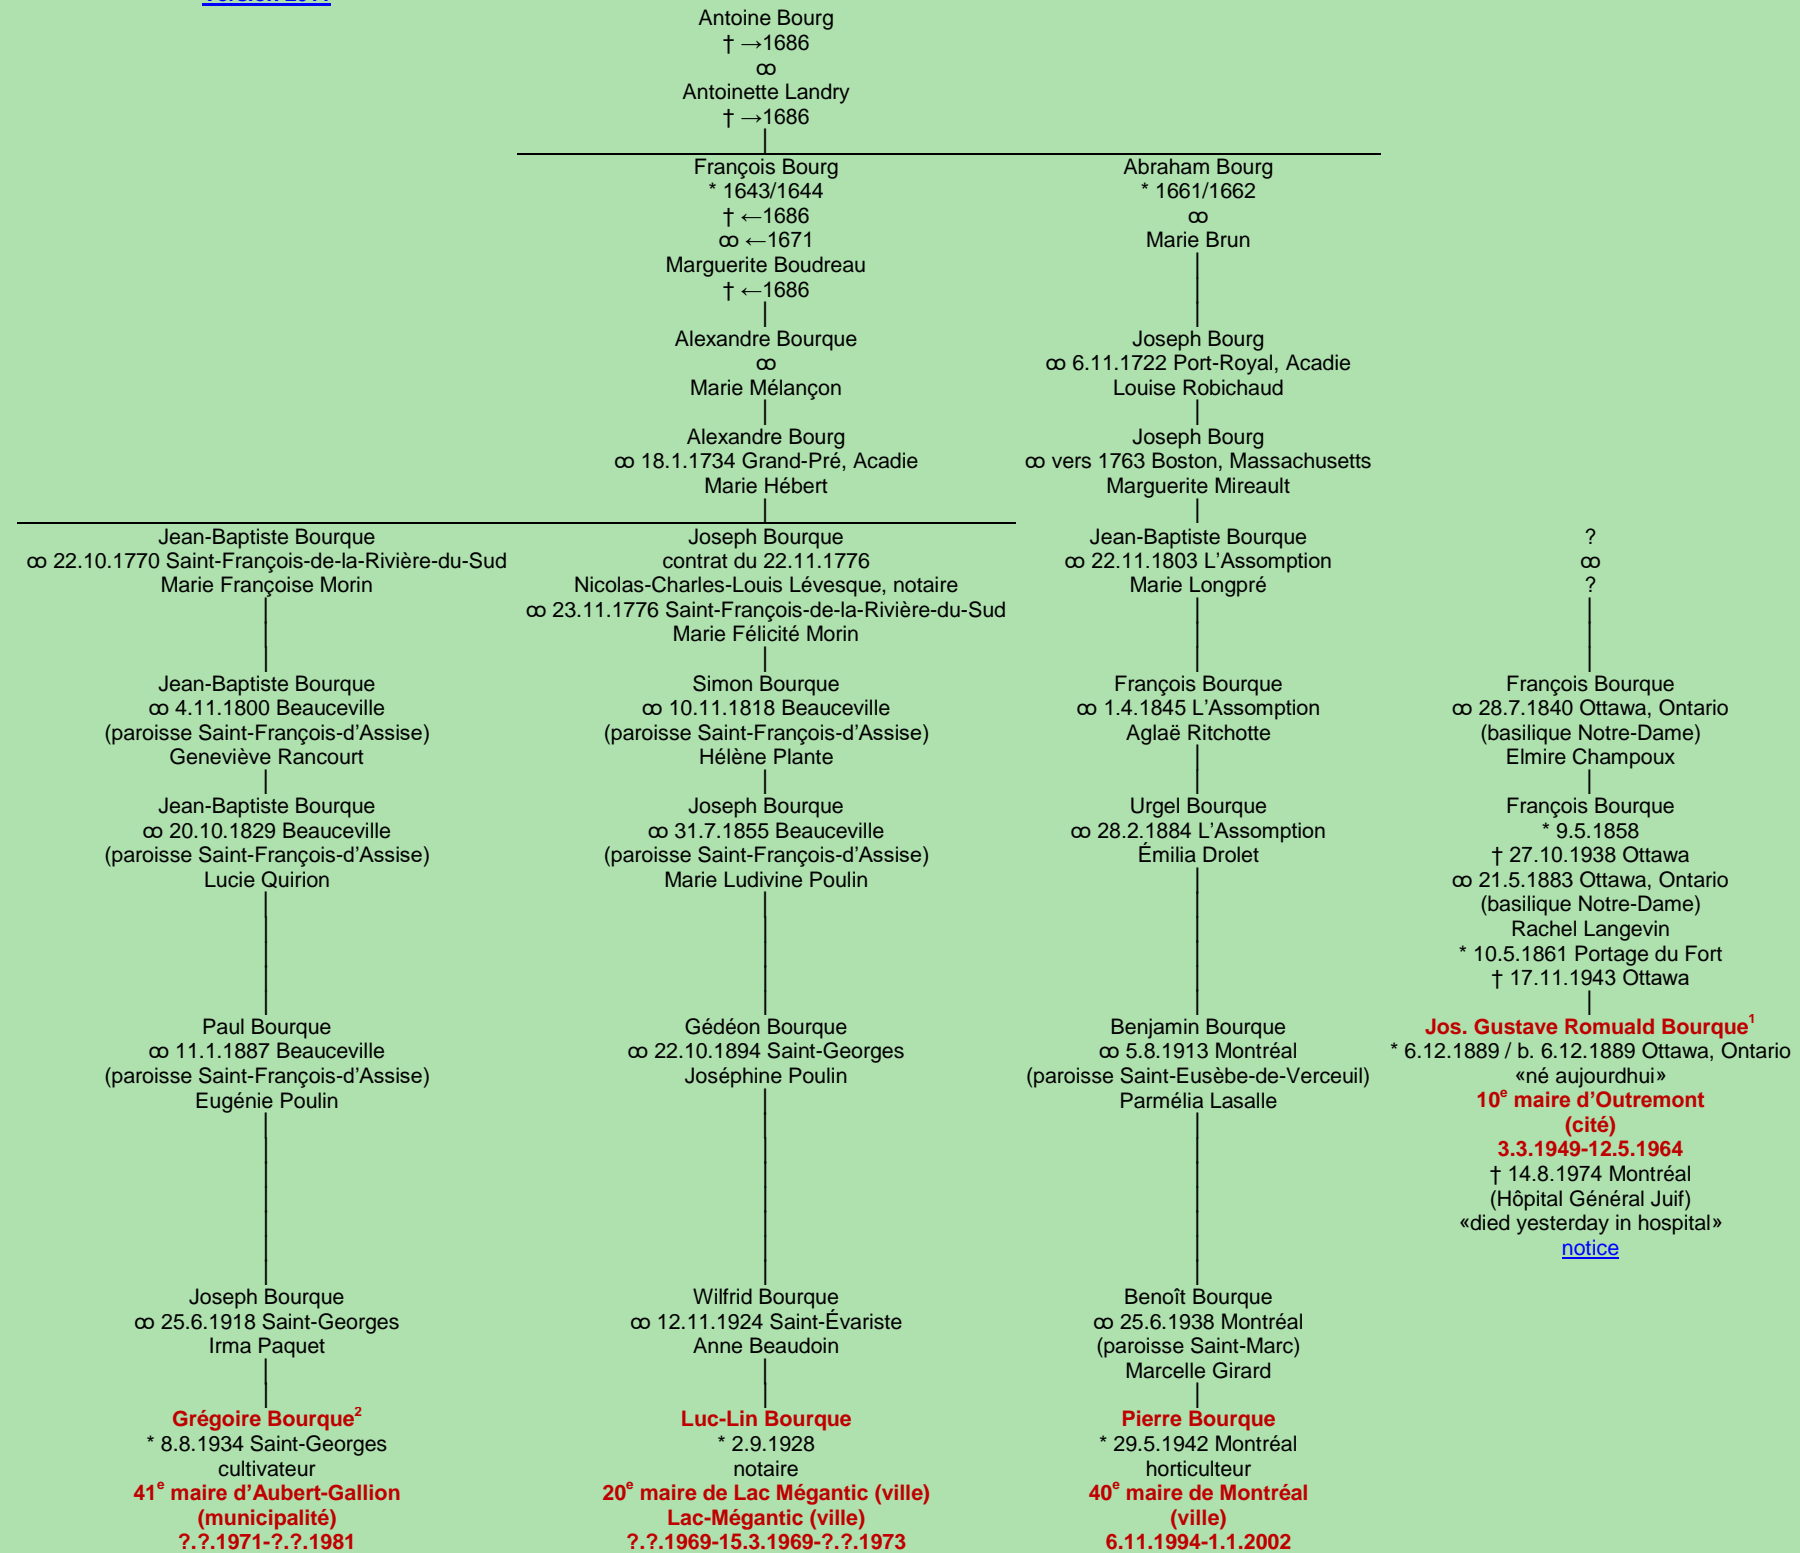 Antoine Bourg
† →1686
ꝏ
Antoinette Landry
† →1686
François Bourg
* 1643/1644
† ←1686
ꝏ ←1671
Marguerite Boudreau
† ←1686
Alexandre Bourque
ꝏ
Marie Mélançon
Alexandre Bourg
ꝏ 18.1.1734 Grand-Pré, Acadie
Marie Hébert
Abraham Bourg
* 1661/1662
ꝏ
Marie Brun
Joseph Bourg
ꝏ 6.11.1722 Port-Royal, Acadie
Louise Robichaud
Joseph Bourg
ꝏ vers 1763 Boston, Massachusetts
Marguerite Mireault
Jean-Baptiste Bourque
ꝏ 22.10.1770 Saint-François-de-la-Rivière-du-Sud
Marie Françoise Morin
Jean-Baptiste Bourque
ꝏ 4.11.1800 Beauceville
(paroisse Saint-François-d'Assise)
Geneviève Rancourt
Jean-Baptiste Bourque
ꝏ 20.10.1829 Beauceville
(paroisse Saint-François-d'Assise)
Lucie Quirion
Paul Bourque
ꝏ 11.1.1887 Beauceville
(paroisse Saint-François-d'Assise)
Eugénie Poulin
Joseph Bourque
ꝏ 25.6.1918 Saint-Georges
Irma Paquet
Grégoire Bourque²
* 8.8.1934 Saint-Georges
cultivateur
41e maire d'Aubert-Gallion
(municipalité)
?.?.1971-?.?.1981
Joseph Bourque
contrat du 22.11.1776
Nicolas-Charles-Louis Lévesque, notaire
ꝏ 23.11.1776 Saint-François-de-la-Rivière-du-Sud
Marie Félicité Morin
Simon Bourque
ꝏ 10.11.1818 Beauceville
(paroisse Saint-François-d'Assise)
Hélène Plante
Joseph Bourque
ꝏ 31.7.1855 Beauceville
(paroisse Saint-François-d'Assise)
Marie Ludivine Poulin
Gédéon Bourque
ꝏ 22.10.1894 Saint-Georges
Joséphine Poulin
Wilfrid Bourque
ꝏ 12.11.1924 Saint-Évariste
Anne Beaudoin
Luc-Lin Bourque
* 2.9.1928
notaire
20e maire de Lac Mégantic (ville)
Lac-Mégantic (ville)
?.?.1969-15.3.1969-?.?.1973
Jean-Baptiste Bourque
ꝏ 22.11.1803 L'Assomption
Marie Longpré
François Bourque
ꝏ 1.4.1845 L'Assomption
Aglaë Ritchotte
Urgel Bourque
ꝏ 28.2.1884 L'Assomption
Émilia Drolet
Benjamin Bourque
ꝏ 5.8.1913 Montréal
(paroisse Saint-Eusèbe-de-Verceuil)
Parmélia Lasalle
Benoît Bourque
ꝏ 25.6.1938 Montréal
(paroisse Saint-Marc)
Marcelle Girard
Pierre Bourque
* 29.5.1942 Montréal
horticulteur
40e maire de Montréal
(ville)
6.11.1994-1.1.2002
?
ꝏ
?
François Bourque
ꝏ 28.7.1840 Ottawa, Ontario
(basilique Notre-Dame)
Elmire Champoux
François Bourque
* 9.5.1858
† 27.10.1938 Ottawa
ꝏ 21.5.1883 Ottawa, Ontario
(basilique Notre-Dame)
Rachel Langevin
* 10.5.1861 Portage du Fort
† 17.11.1943 Ottawa
Jos. Gustave Romuald Bourque¹
* 6.12.1889 / b. 6.12.1889 Ottawa, Ontario
«né aujourdhui»
10e maire d'Outremont
(cité)
3.3.1949-12.5.1964
† 14.8.1974 Montréal
(Hôpital Général Juif)
«died yesterday in hospital»
notice